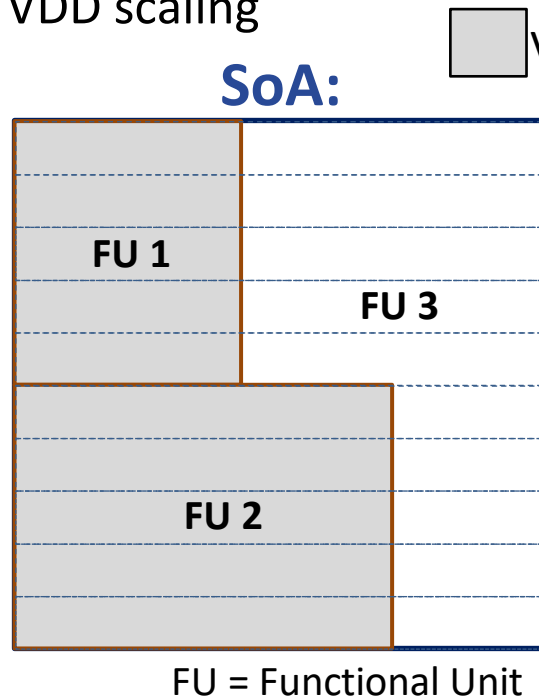 VDD scaling
SoA:
FU 1
FU 3
FU 2
FU = Functional Unit